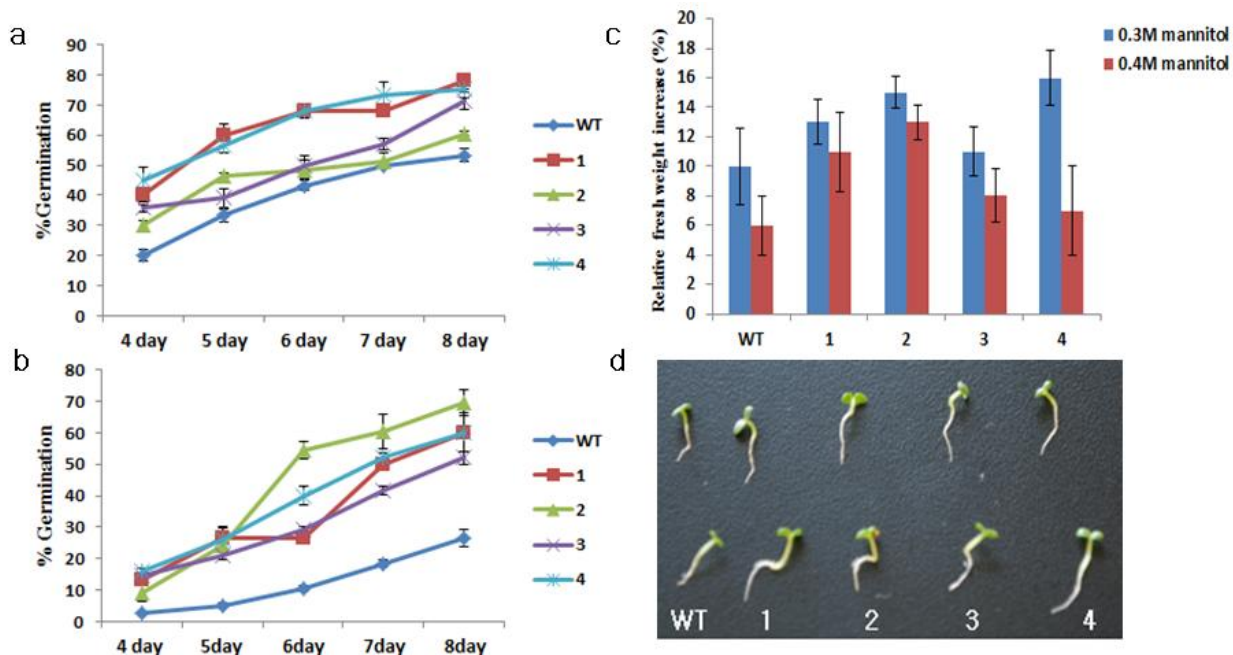 a
90
80
70
60
50
40
30
20
10
0
%Germination
4 day 5 day 6 day 7 day 8 day
WT
1
2
3
4
b
80
70
60
50
40
30
20
10
0
% Germination
4 day 5day 6day 7day 8day
WT
1
2
3
4
c
20
18
16
14
12
10
8
6
4
2
0
Relative fresh weight increase (%)
WT 1 2 3 4
0.3M mannitol
0.4M mannitol
d
WT 1 2 3 4